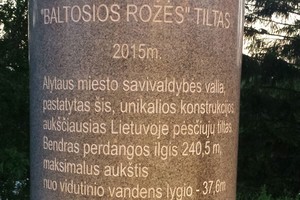 "BALTOSIOS ROŽĖS" TILTAS
2015m.
Alytaus miesto savivaldybės valia,
pastatytas šis, unikalios konstrukcijos,
aukščiausias Lietuvoje pėsčiųjų tiltas.
Bendras perdangos ilgis 240,5 m,
maksimalus aukštis
nuo vidutinio vandens lygio - 37,6m